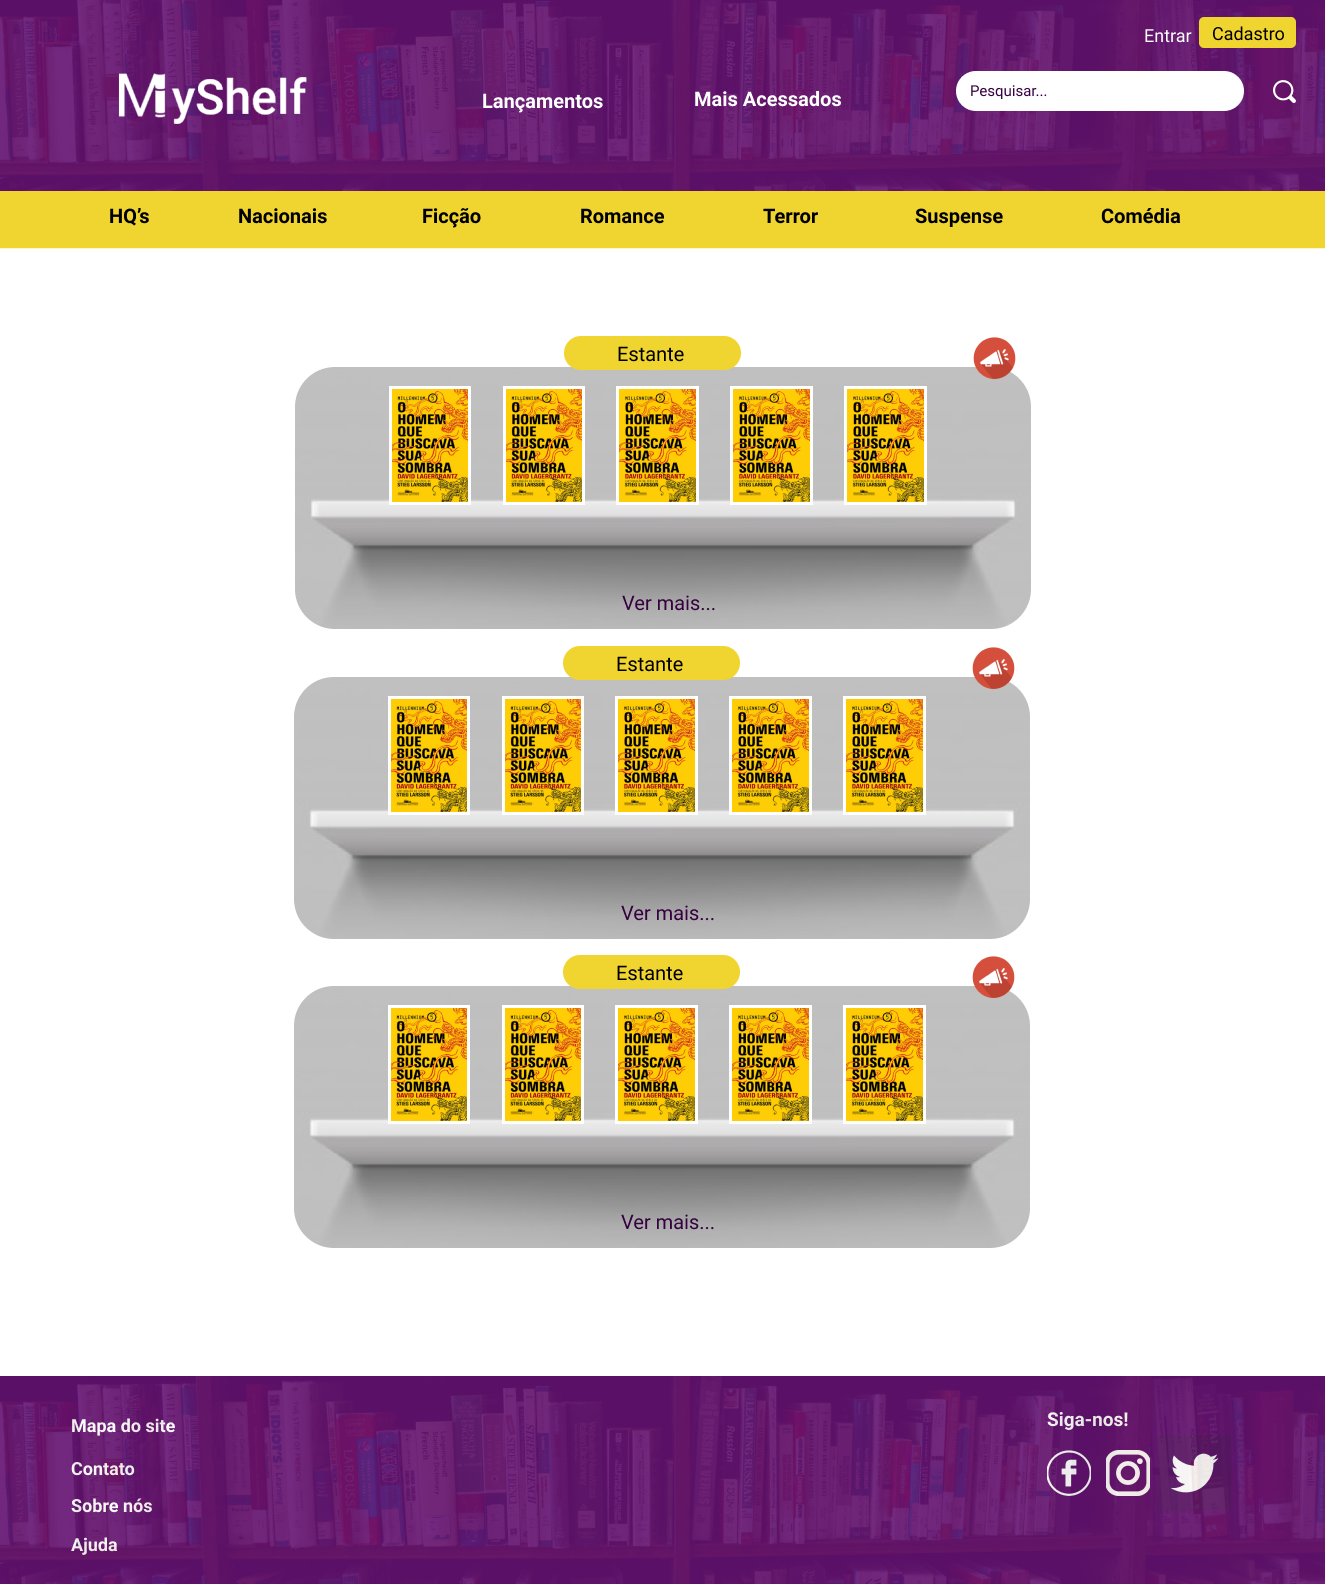 Entrar Cadastro
MyShelf
Lançamentos
Mais Acessados
Pesquisar...
HQ's Nacionais Ficção Romance Terror Suspense Comédia
Estante
MILLENNIUM 5 MILLENNIUM 5 MILLENNIUM 5 MILLENNIUM 5 MILLENNIUM 5
O O O O O
HOMEM HOMEM HOMEM HOMEM HOMEM
QUE QUE QUE QUE QUE
BUSCAVA BUSCAVA BUSCAVA BUSCAVA BUSCAVA
SUA SUA SUA SUA SUA
SOMBRA SOMBRA SOMBRA SOMBRA SOMBRA
DAVID LAGERCRANTZ DAVID LAGERCRANTZ DAVID LAGERCRANTZ DAVID LAGERCRANTZ DAVID LAGERCRANTZ
STIEG LARSSON STIEG LARSSON STIEG LARSSON STIEG LARSSON STIEG LARSSON
Ver mais...
Estante
MILLENNIUM 5 MILLENNIUM 5 MILLENNIUM 5 MILLENNIUM 5 MILLENNIUM 5
O O O O O
HOMEM HOMEM HOMEM HOMEM HOMEM
QUE QUE QUE QUE QUE
BUSCAVA BUSCAVA BUSCAVA BUSCAVA BUSCAVA
SUA SUA SUA SUA SUA
SOMBRA SOMBRA SOMBRA SOMBRA SOMBRA
DAVID LAGERCRANTZ DAVID LAGERCRANTZ DAVID LAGERCRANTZ DAVID LAGERCRANTZ DAVID LAGERCRANTZ
STIEG LARSSON STIEG LARSSON STIEG LARSSON STIEG LARSSON STIEG LARSSON
Ver mais...
Estante
MILLENNIUM 5 MILLENNIUM 5 MILLENNIUM 5 MILLENNIUM 5 MILLENNIUM 5
O O O O O
HOMEM HOMEM HOMEM HOMEM HOMEM
QUE QUE QUE QUE QUE
BUSCAVA BUSCAVA BUSCAVA BUSCAVA BUSCAVA
SUA SUA SUA SUA SUA
SOMBRA SOMBRA SOMBRA SOMBRA SOMBRA
DAVID LAGERCRANTZ DAVID LAGERCRANTZ DAVID LAGERCRANTZ DAVID LAGERCRANTZ DAVID LAGERCRANTZ
STIEG LARSSON STIEG LARSSON STIEG LARSSON STIEG LARSSON STIEG LARSSON
Ver mais...
Mapa do site
Contato
Sobre nós
Ajuda
Siga-nos!